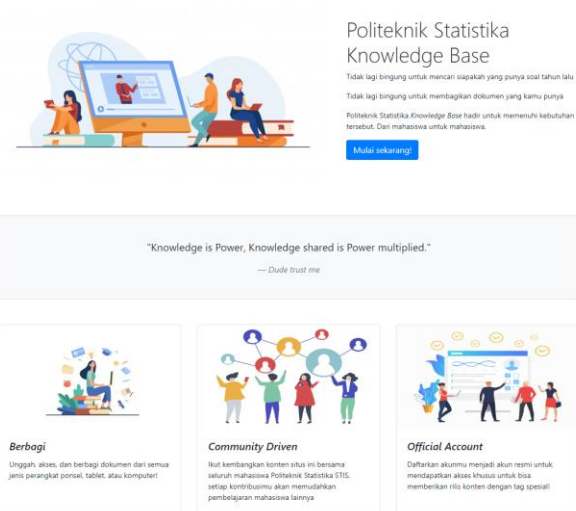 Politeknik Statistika
Knowledge Base
Tidak lagi bingung untuk mencari siapakah yang punya soal tahun lalu
Tidak lagi bingung untuk membagikan dokumen yang kamu punya
Politeknik Statistika Knowledge Base hadir untuk memenuhi kebutuhan
tersebut. Dari mahasiswa untuk mahasiswa.
Mulai sekarang!
"Knowledge is Power, Knowledge shared is Power multiplied."
— Dude trust me
Berbagi
Unggah, akses, dan berbagi dokumen dari semua
jenis perangkat ponsel, tablet, atau komputer!
Community Driven
Ikut kembangkan konten situs ini bersama
seluruh mahasiswa Politeknik Statistika STIS,
setiap kontribusimu akan memudahkan
pembelajaran mahasiswa lainnya
Official Account
Daftarkan akunmu menjadi akun resmi untuk
mendapatkan akses khusus untuk bisa
memberikan rilis konten dengan tag spesial!